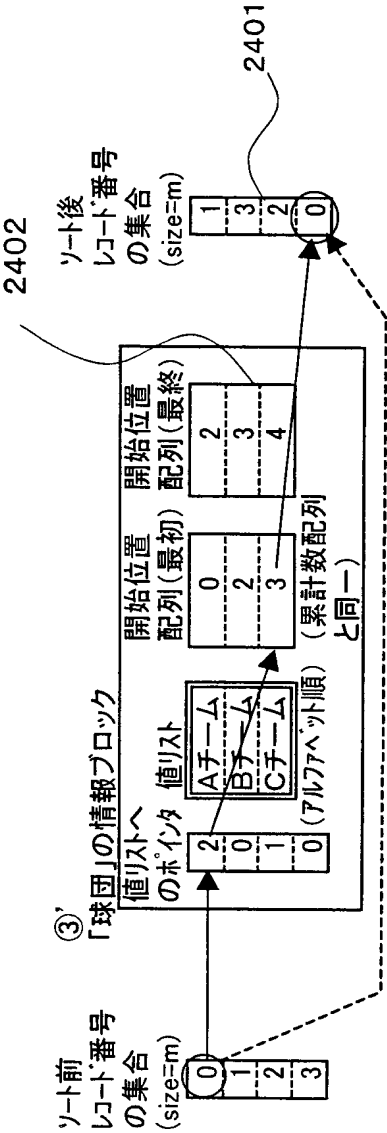 ③'
「球団」の情報ブロック
ソート前
レコード番号
の集合
(size=m)
0
1
2
3
値リストへ
のポインタ
2
0
1
0
値リスト
Aチーム
Bチーム
Cチーム
(アルファベット順)
開始位置
配列(最初)
0
2
3
(累計数配列
と同一)
開始位置
配列(最終)
2
3
4
2402
ソート後
レコード番号
の集合
(size=m)
1
3
2
0
2401